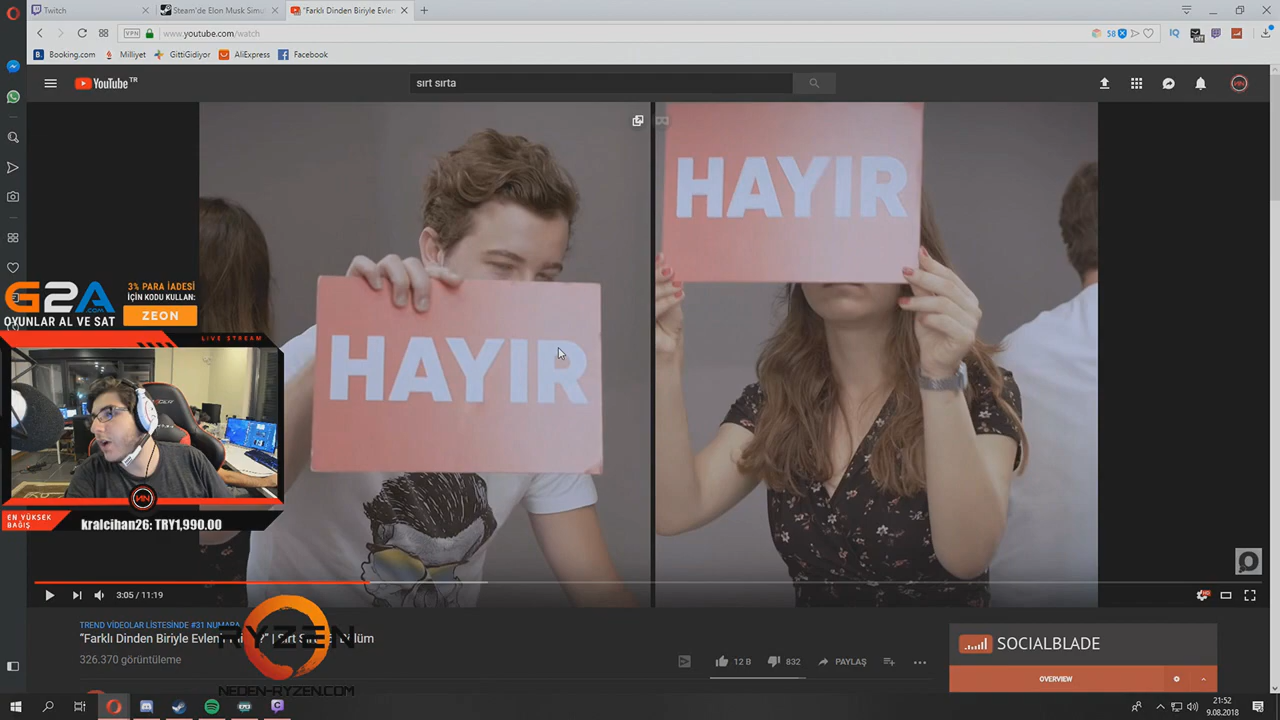 Twitch
Steam'de Elon Musk Simu
"Farklı Dinden Biriyle Evlen
VPN
www.youtube.com/watch
58
Booking.com
Milliyet
GittiGidiyor
AliExpress
Facebook
YouTube TR
sırt sırta
HAYIR
HAYIR
G2A.com
OYUNLAR AL VE SAT
3% PARA İADESİ
İÇİN KODU KULLAN:
ZEON
LIVE STREAM
EN YÜKSEK
BAĞIŞ
kralcihan26: TRY1,990.00
3:05 / 11:19
TREND VİDEOLAR LİSTESİNDE #31 NUMARA
"Farklı Dinden Biriyle Evlen
RYZEN
NEDEN-RYZEN.COM
326.370 görüntüleme
12 B
832
PAYLAŞ
SOCIALBLADE
OVERVIEW
21:52
9.08.2018